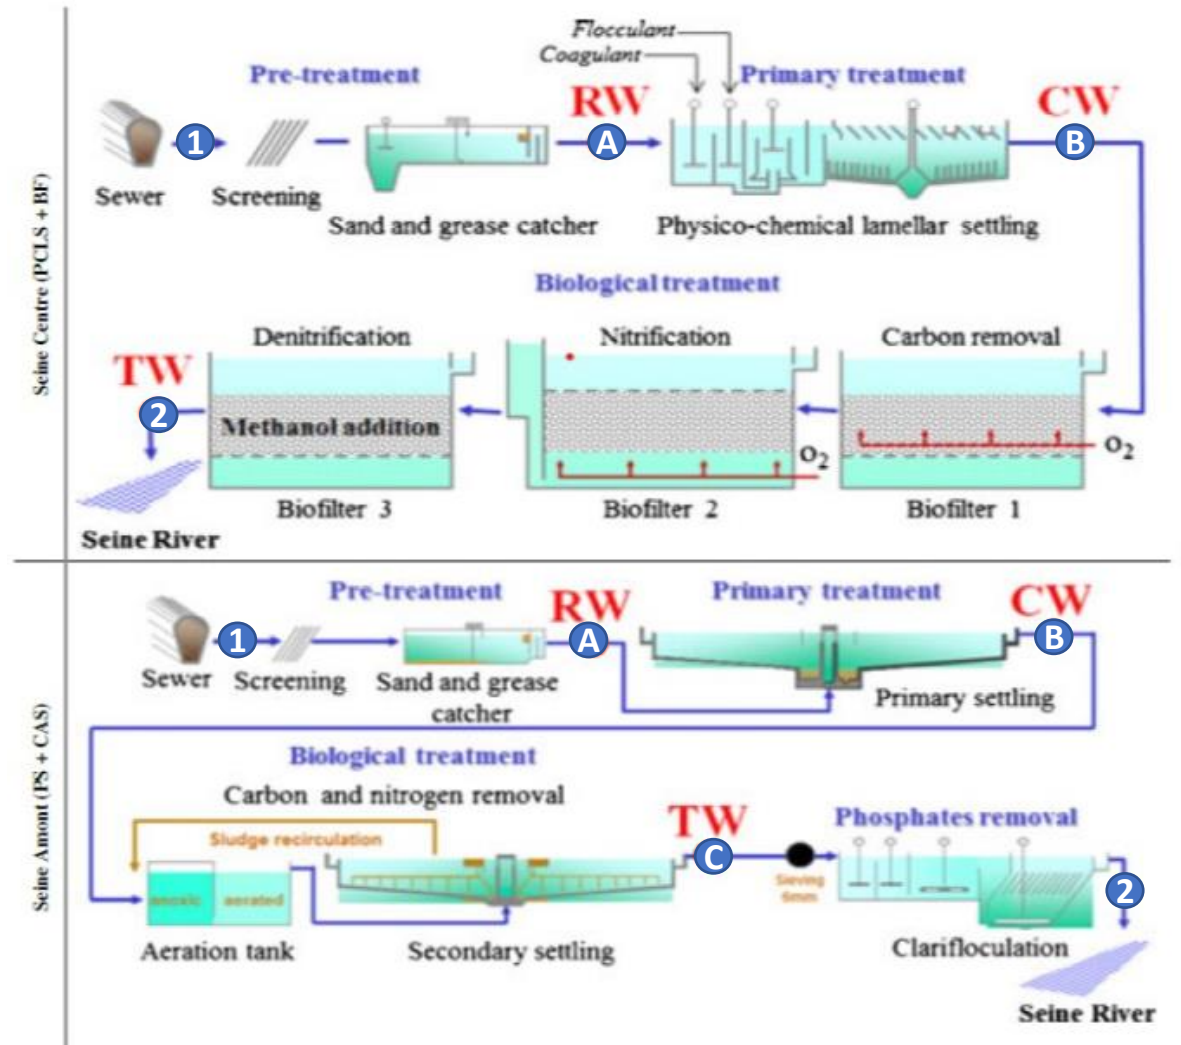 Seine Centre (PCLS + BF)
Flocculant
Coagulant
Pre-treatment
Primary treatment
RW
CW
1
A
B
Sewer
Screening
Sand and grease catcher
Physico-chemical lamellar settling
Biological treatment
Denitrification
Nitrification
Carbon removal
TW
2
Methanol addition
O2
O2
Biofilter 3
Biofilter 2
Biofilter 1
Seine River
Seine Amont (PS + CAS)
Pre-treatment
RW
Primary treatment
CW
1
A
B
Sewer
Screening
Sand and grease
catcher
Primary settling
Biological treatment
Carbon and nitrogen removal
Sludge recirculation
TW
C
Phosphates removal
Sieving
6mm
2
anoxic
aerated
Aeration tank
Secondary settling
Clarifloculation
Seine River